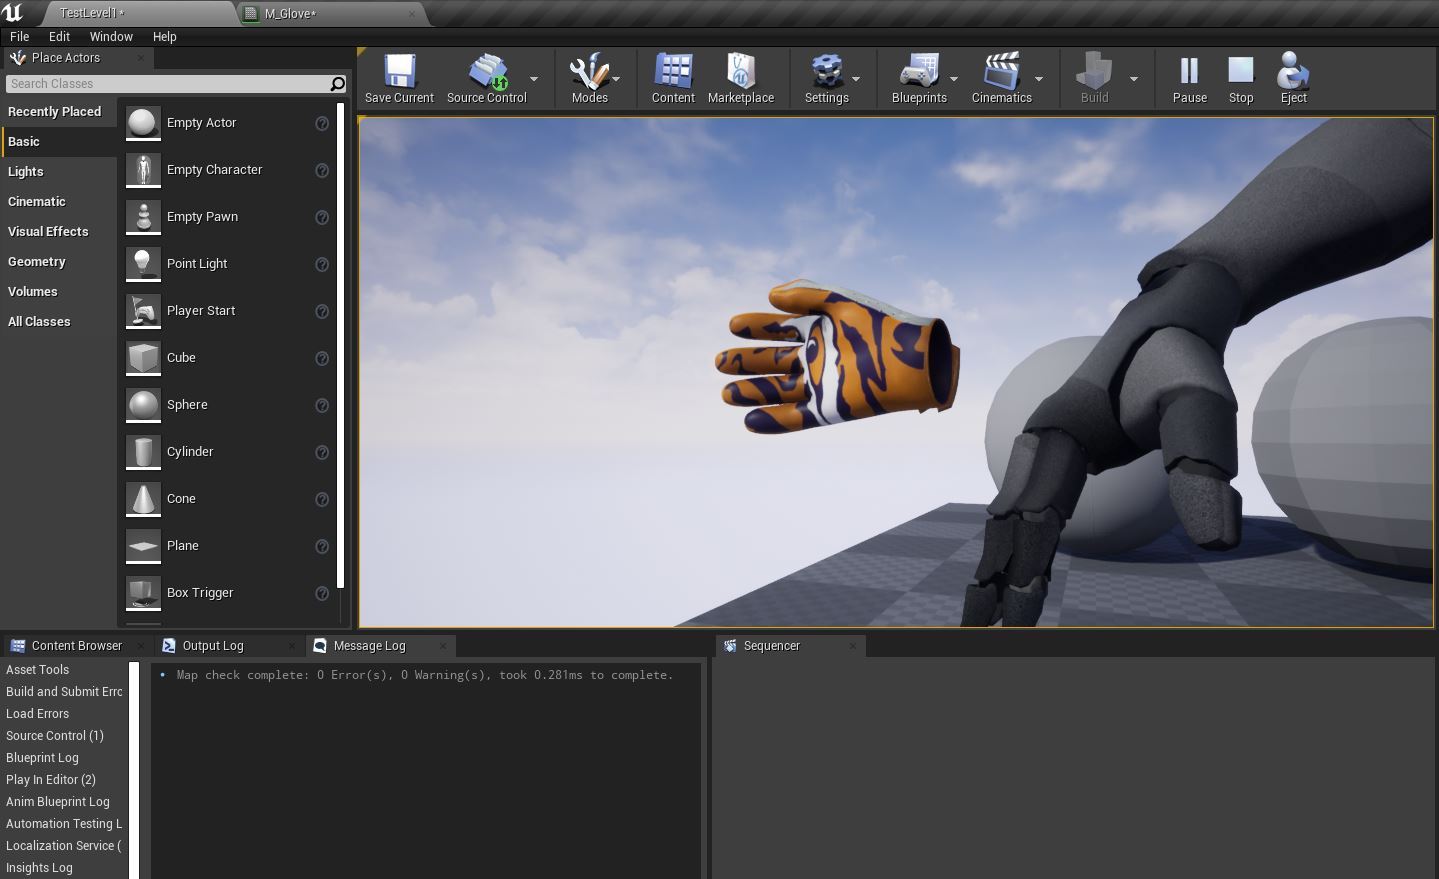 TestLevel1*
M_Glove*
File Edit Window Help
Place Actors
Search Classes
Recently Placed
Basic
Lights
Cinematic
Visual Effects
Geometry
Volumes
All Classes
Empty Actor
Empty Character
Empty Pawn
Point Light
Player Start
Cube
Sphere
Cylinder
Cone
Plane
Box Trigger
Save Current
Source Control
Modes
Content
Marketplace
Settings
Blueprints
Cinematics
Build
Pause
Stop
Eject
Content Browser
Output Log
Message Log
Sequencer
Asset Tools
Build and Submit Errc
Load Errors
Source Control (1)
Blueprint Log
Play In Editor (2)
Anim Blueprint Log
Automation Testing L
Localization Service (
Insights Log
Map check complete: 0 Error(s), 0 Warning(s), took 0.281ms to complete.